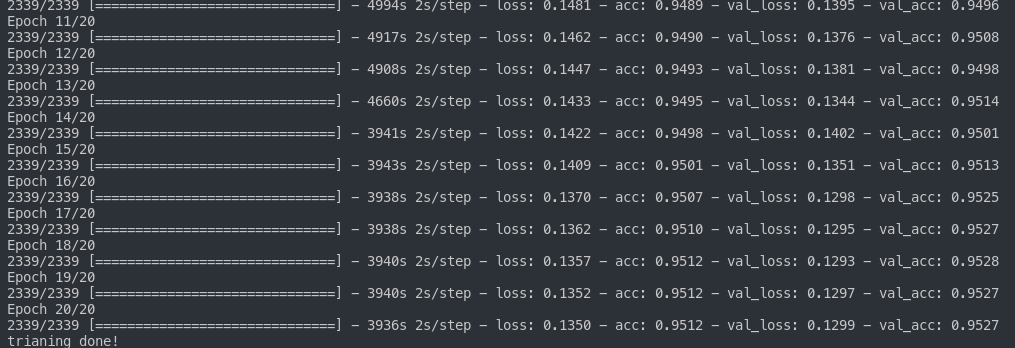 2339/2339 [==============================] - 4994s 2s/step - loss: 0.1481 - acc: 0.9489 - val_loss: 0.1395 - val_acc: 0.9496
Epoch 11/20
2339/2339 [==============================] - 4917s 2s/step - loss: 0.1462 - acc: 0.9490 - val_loss: 0.1376 - val_acc: 0.9508
Epoch 12/20
2339/2339 [==============================] - 4908s 2s/step - loss: 0.1447 - acc: 0.9493 - val_loss: 0.1381 - val_acc: 0.9498
Epoch 13/20
2339/2339 [==============================] - 4660s 2s/step - loss: 0.1433 - acc: 0.9495 - val_loss: 0.1344 - val_acc: 0.9514
Epoch 14/20
2339/2339 [==============================] - 3941s 2s/step - loss: 0.1422 - acc: 0.9498 - val_loss: 0.1402 - val_acc: 0.9501
Epoch 15/20
2339/2339 [==============================] - 3943s 2s/step - loss: 0.1409 - acc: 0.9501 - val_loss: 0.1351 - val_acc: 0.9513
Epoch 16/20
2339/2339 [==============================] - 3938s 2s/step - loss: 0.1370 - acc: 0.9507 - val_loss: 0.1298 - val_acc: 0.9525
Epoch 17/20
2339/2339 [==============================] - 3938s 2s/step - loss: 0.1362 - acc: 0.9510 - val_loss: 0.1295 - val_acc: 0.9527
Epoch 18/20
2339/2339 [==============================] - 3940s 2s/step - loss: 0.1357 - acc: 0.9512 - val_loss: 0.1293 - val_acc: 0.9528
Epoch 19/20
2339/2339 [==============================] - 3940s 2s/step - loss: 0.1352 - acc: 0.9512 - val_loss: 0.1297 - val_acc: 0.9527
Epoch 20/20
2339/2339 [==============================] - 3936s 2s/step - loss: 0.1350 - acc: 0.9512 - val_loss: 0.1299 - val_acc: 0.9527
trianing done!